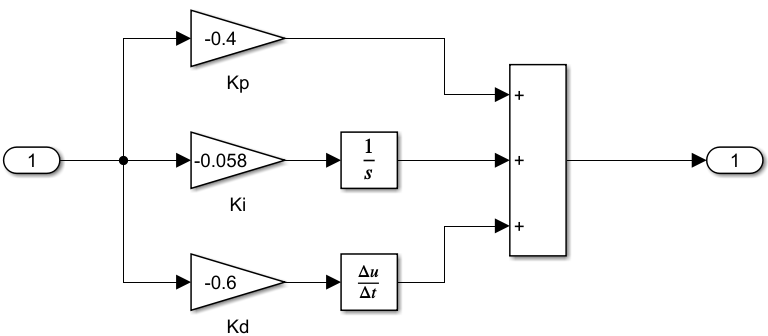 -0.4
Kp
+
1
-0.058
1
s
+
1
Ki
+
-0.6
Δu
Δt
Kd